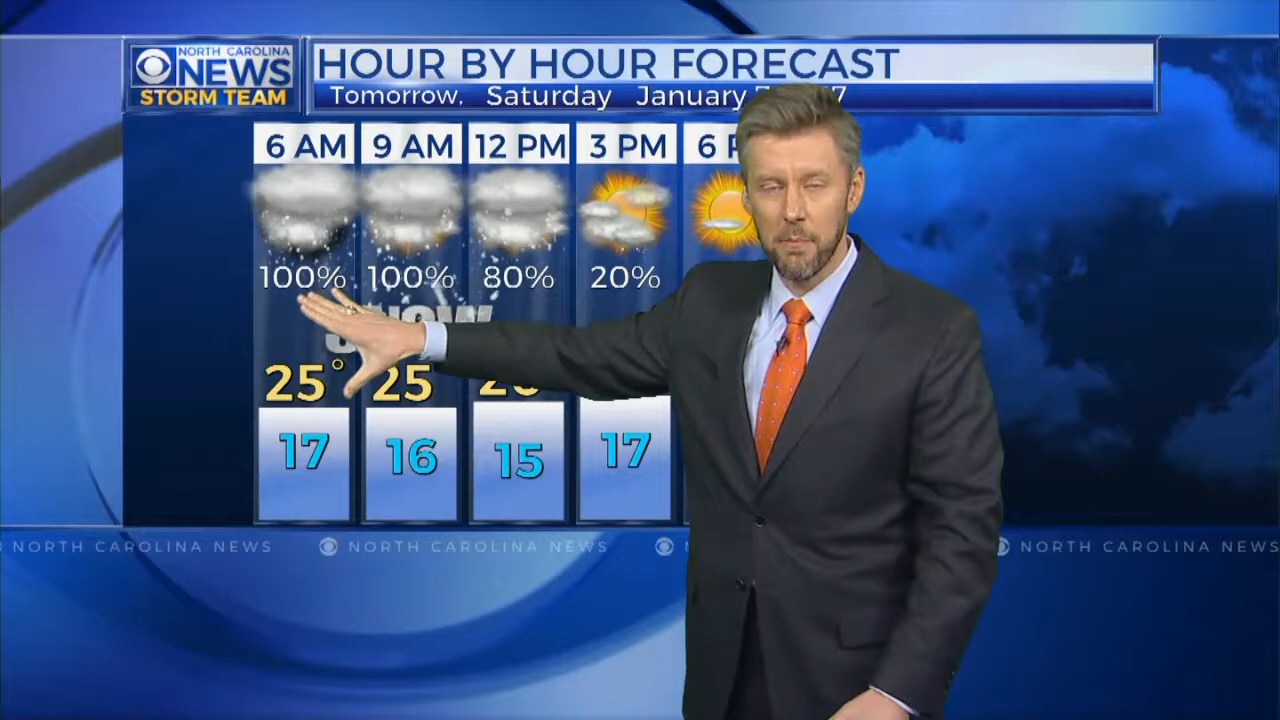 NORTH CAROLINA
NEWS
STORM TEAM
HOUR BY HOUR FORECAST
Tomorrow, Saturday January
6 AM 9 AM 12 PM 3 PM 6
100% 100% 80% 20%
SNOW
25° 25
17 16 15 17
NORTH CAROLINA NEWS NORTH CAROLINA NEWS NORTH CAROLINA NEWS